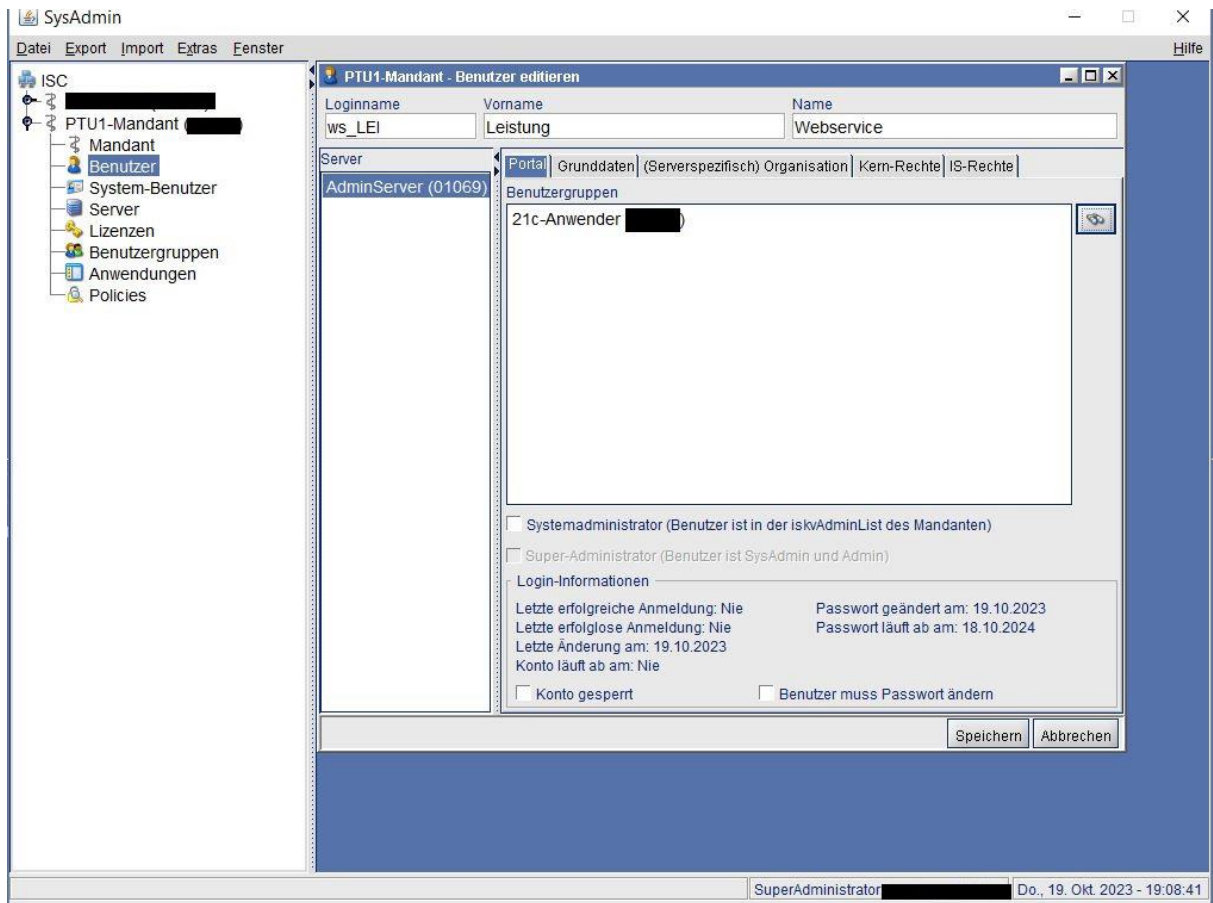 SysAdmin
Datei Export Import Extras Fenster Hilfe
ISC
PTU1-Mandant (
Mandant
Benutzer
System-Benutzer
Server
Lizenzen
Benutzergruppen
Anwendungen
Policies
PTU1-Mandant - Benutzer editieren
Loginname Vorname Name
ws_LEI Leistung Webservice
Server
AdminServer (01069)
Portal Grunddaten (Serverspezifisch) Organisation Kern-Rechte IS-Rechte
Benutzergruppen
21c-Anwender )
Systemadministrator (Benutzer ist in der iskvAdminList des Mandanten)
Super-Administrator (Benutzer ist SysAdmin und Admin)
Login-Informationen
Letzte erfolgreiche Anmeldung: Nie Passwort geändert am: 19.10.2023
Letzte erfolglose Anmeldung: Nie Passwort läuft ab am: 18.10.2024
Letzte Änderung am: 19.10.2023
Konto läuft ab am: Nie
Konto gesperrt Benutzer muss Passwort ändern
Speichern Abbrechen
SuperAdministrator Do., 19. Okt. 2023 - 19:08:41